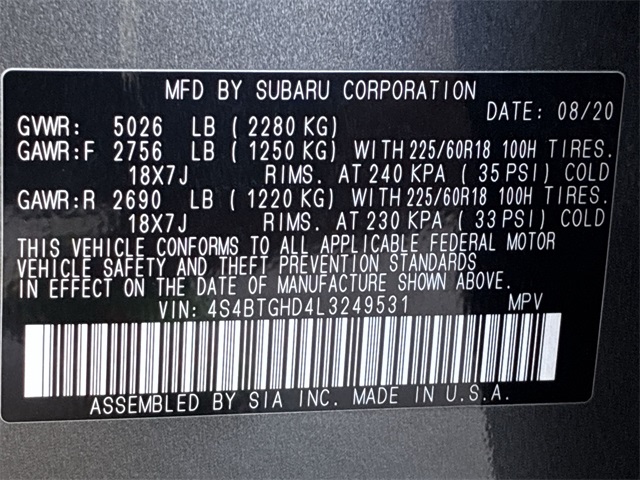 MFD BY SUBARU CORPORATION
DATE: 08/20
GVWR: 5026 LB ( 2280 KG)
GAWR:F 2756 LB ( 1250 KG) WITH 225/60R18 100H TIRES.
18X7J RIMS. AT 240 KPA ( 35 PSI) COLD
GAWR:R 2690 LB ( 1220 KG) WITH 225/60R18 100H TIRES.
18X7J RIMS. AT 230 KPA ( 33 PSI) COLD
THIS VEHICLE CONFORMS TO ALL APPLICABLE FEDERAL MOTOR
VEHICLE SAFETY AND THEFT PREVENTION STANDARDS
IN EFFECT ON THE DATE OF MANUFACTURE SHOWN ABOVE.
VIN: 4S4BTGHD4L3249531 MPV
ASSEMBLED BY SIA INC. MADE IN U.S.A.